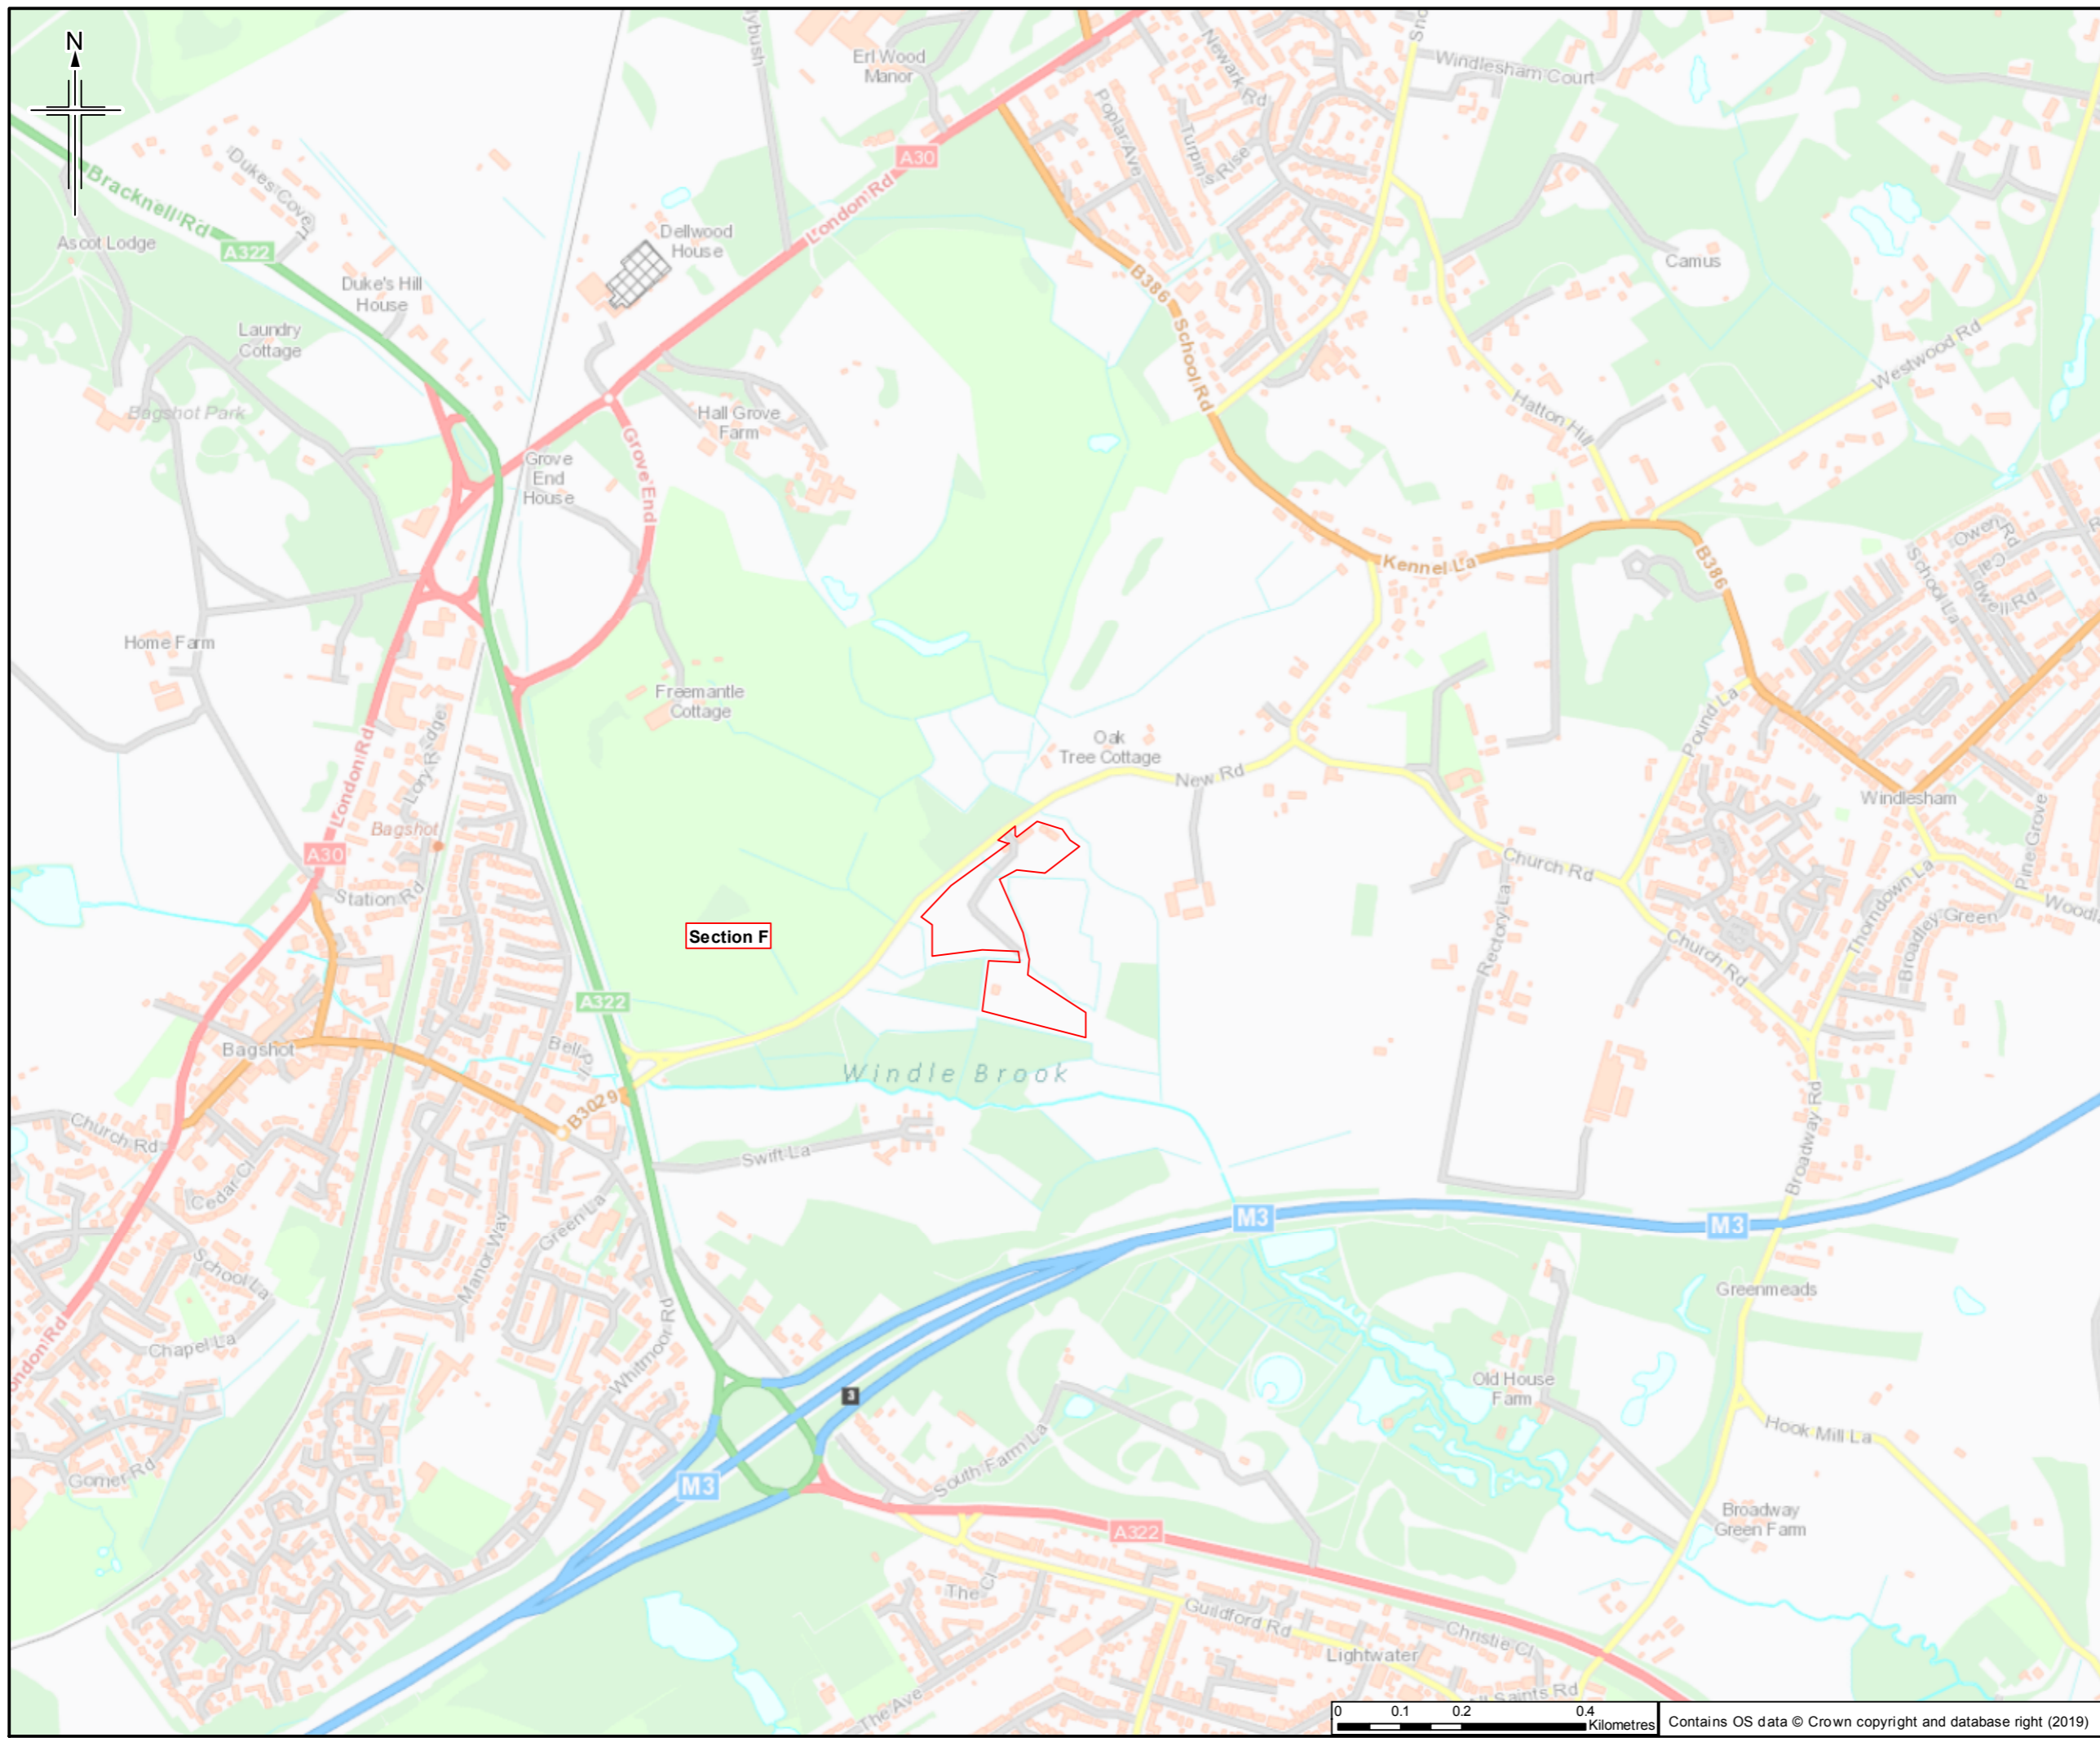 N
Erl Wood
Manor
Newark Rd
Windlesham Court
Poplar Ave
Turpins Rise
A30
London Rd
Bracknell Rd
Dukes Covert
A322
Ascot Lodge
Dellwood
House
Camus
B386
School Rd
Duke's Hill
House
Laundry
Cottage
Westwood Rd
Bagshot Park
Hall Grove
Farm
Hatton Hill
Grove End
Grove
End
House
Kennel La
B386
Owen Rd
School La
Caldwell Rd
Home Farm
Freemantle
Cottage
Pound La
Oak
Tree Cottage
New Rd
Lory Ridge
London Rd
Bagshot
A30
Station Rd
Windlesham
Pine Grove
Church Rd
Rectory La
Thorndown La
Broadley Green
Church Rd
Section F
A322
Bagshot
Windle Brook
B3029
Church Rd
Cedar Cl
Swift La
Broadway Rd
Green La
Manor Way
School La
M3
M3
Greenmeads
Chapel La
Whitmoor Rd
3
Old House
Farm
Hook Mill La
Gomer Rd
M3
South Farm La
A322
Broadway
Green Farm
The Cl
Guildford Rd
Christie Cl
Lightwater
The Ave
Saints Rd
0 0.1 0.2 0.4
Kilometres
Contains OS data © Crown copyright and database right (2019)